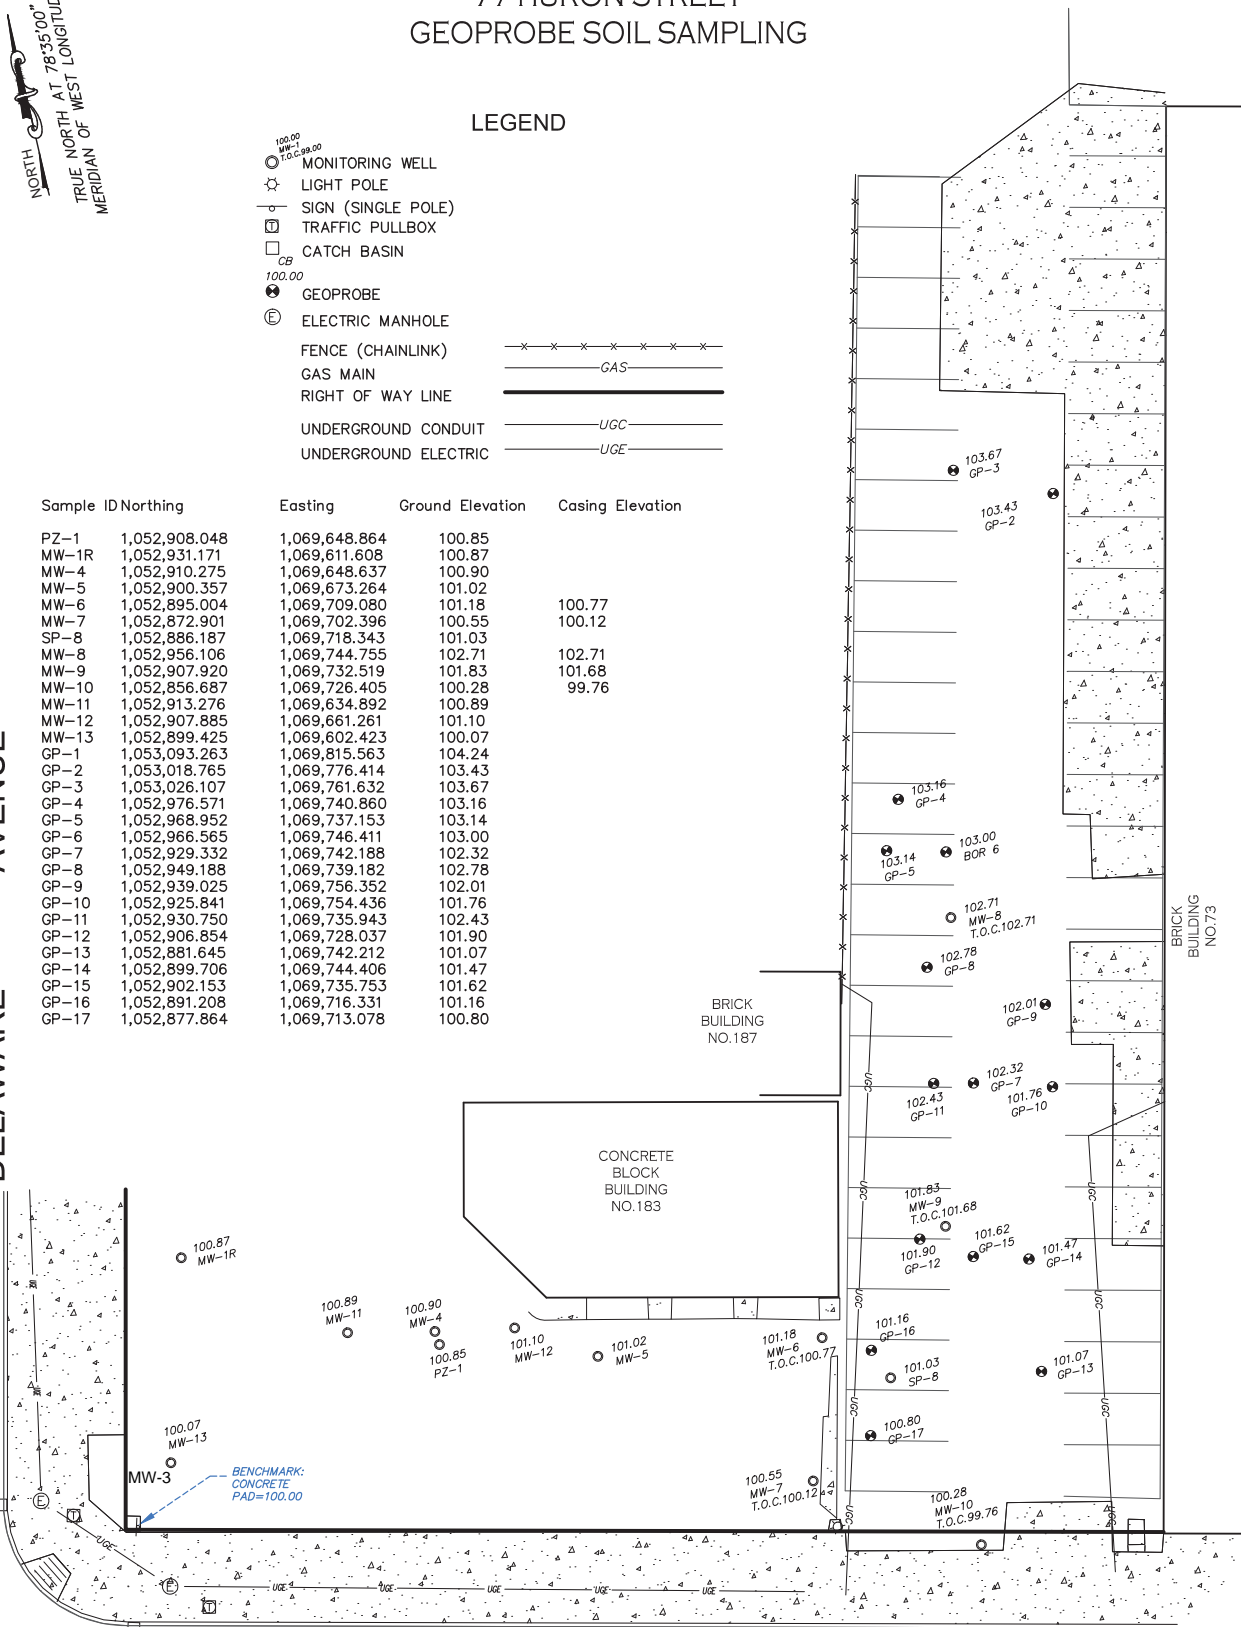 77 HURON STREET
GEOPROBE SOIL SAMPLING
NORTH
TRUE NORTH AT 78°35'00"
MERIDIAN OF WEST LONGITUD
LEGEND
100.00
MW-1
T.O.C.99.00
MONITORING WELL
LIGHT POLE
SIGN (SINGLE POLE)
T TRAFFIC PULLBOX
CATCH BASIN
CB
100.00
GEOPROBE
E ELECTRIC MANHOLE
FENCE (CHAINLINK)
GAS MAIN GAS
RIGHT OF WAY LINE
UNDERGROUND CONDUIT UGC
UNDERGROUND ELECTRIC UGE
Sample ID Northing Easting Ground Elevation Casing Elevation
PZ-1 1,052,908.048 1,069,648.864 100.85
MW-1R 1,052,931.171 1,069,611.608 100.87
MW-4 1,052,910.275 1,069,648.637 100.90
MW-5 1,052,900.357 1,069,673.264 101.02
MW-6 1,052,895.004 1,069,709.080 101.18 100.77
MW-7 1,052,872.901 1,069,702.396 100.55 100.12
SP-8 1,052,886.187 1,069,718.343 101.03
MW-8 1,052,956.106 1,069,744.755 102.71 102.71
MW-9 1,052,907.920 1,069,732.519 101.83 101.68
MW-10 1,052,856.687 1,069,726.405 100.28 99.76
MW-11 1,052,913.276 1,069,634.892 100.89
MW-12 1,052,907.885 1,069,661.261 101.10
MW-13 1,052,899.425 1,069,602.423 100.07
GP-1 1,053,093.263 1,069,815.563 104.24
GP-2 1,053,018.765 1,069,776.414 103.43
GP-3 1,053,026.107 1,069,761.632 103.67
GP-4 1,052,976.571 1,069,740.860 103.16
GP-5 1,052,968.952 1,069,737.153 103.14
GP-6 1,052,966.565 1,069,746.411 103.00
GP-7 1,052,929.332 1,069,742.188 102.32
GP-8 1,052,949.188 1,069,739.182 102.78
GP-9 1,052,939.025 1,069,756.352 102.01
GP-10 1,052,925.841 1,069,754.436 101.76
GP-11 1,052,930.750 1,069,735.943 102.43
GP-12 1,052,906.854 1,069,728.037 101.90
GP-13 1,052,881.645 1,069,742.212 101.07
GP-14 1,052,899.706 1,069,744.406 101.47
GP-15 1,052,902.153 1,069,735.753 101.62
GP-16 1,052,891.208 1,069,716.331 101.16
GP-17 1,052,877.864 1,069,713.078 100.80
DELAWARE AVENUE
103.67
GP-3
103.43
GP-2
103.16
GP-4
103.14
GP-5
103.00
BOR 6
102.71
MW-8
T.O.C.102.71
102.78
GP-8
BRICK
BUILDING
NO.73
BRICK
BUILDING
NO.187
102.01
GP-9
UGC
102.43
GP-11
102.32
GP-7
101.76
GP-10
CONCRETE
BLOCK
BUILDING
NO.183
UGC
UGC
101.83
MW-9
T.O.C.101.68
101.90
GP-12
101.62
GP-15
101.47
GP-14
100.87
MW-1R
UGC
UGC
100.89
MW-11
100.90
MW-4
100.85
PZ-1
101.10
MW-12
101.02
MW-5
101.18
MW-6
T.O.C.100.77
101.16
GP-16
101.03
SP-8
101.07
GP-13
UGC
UGC
100.07
MW-13
100.80
GP-17
MW-3
BENCHMARK:
CONCRETE
PAD=100.00
100.55
MW-7
T.O.C.100.12
100.28
MW-10
T.O.C.99.76
UGC
UGC
E
T
UGE
E
UGE
UGE
UGE
UGE
UGE
T